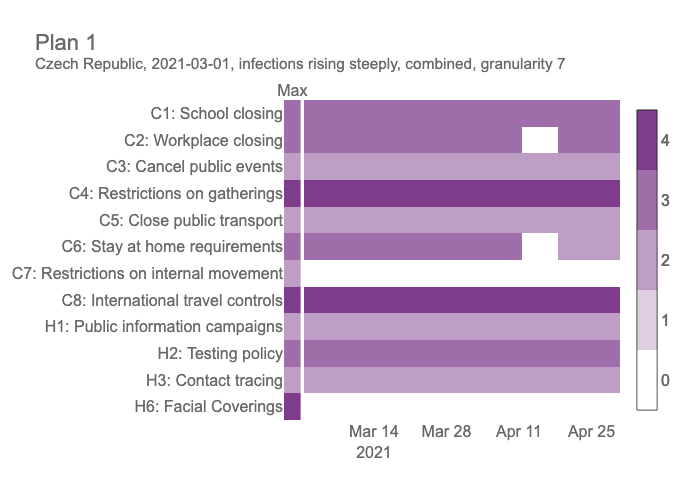 Plan 1
Czech Republic, 2021-03-01, infections rising steeply, combined, granularity 7
Max
C1: School closing
C2: Workplace closing
C3: Cancel public events
C4: Restrictions on gatherings
C5: Close public transport
C6: Stay at home requirements
C7: Restrictions on internal movement
C8: International travel controls
H1: Public information campaigns
H2: Testing policy
H3: Contact tracing
H6: Facial Coverings
4
3
2
1
0
Mar 14 Mar 28 Apr 11 Apr 25
2021